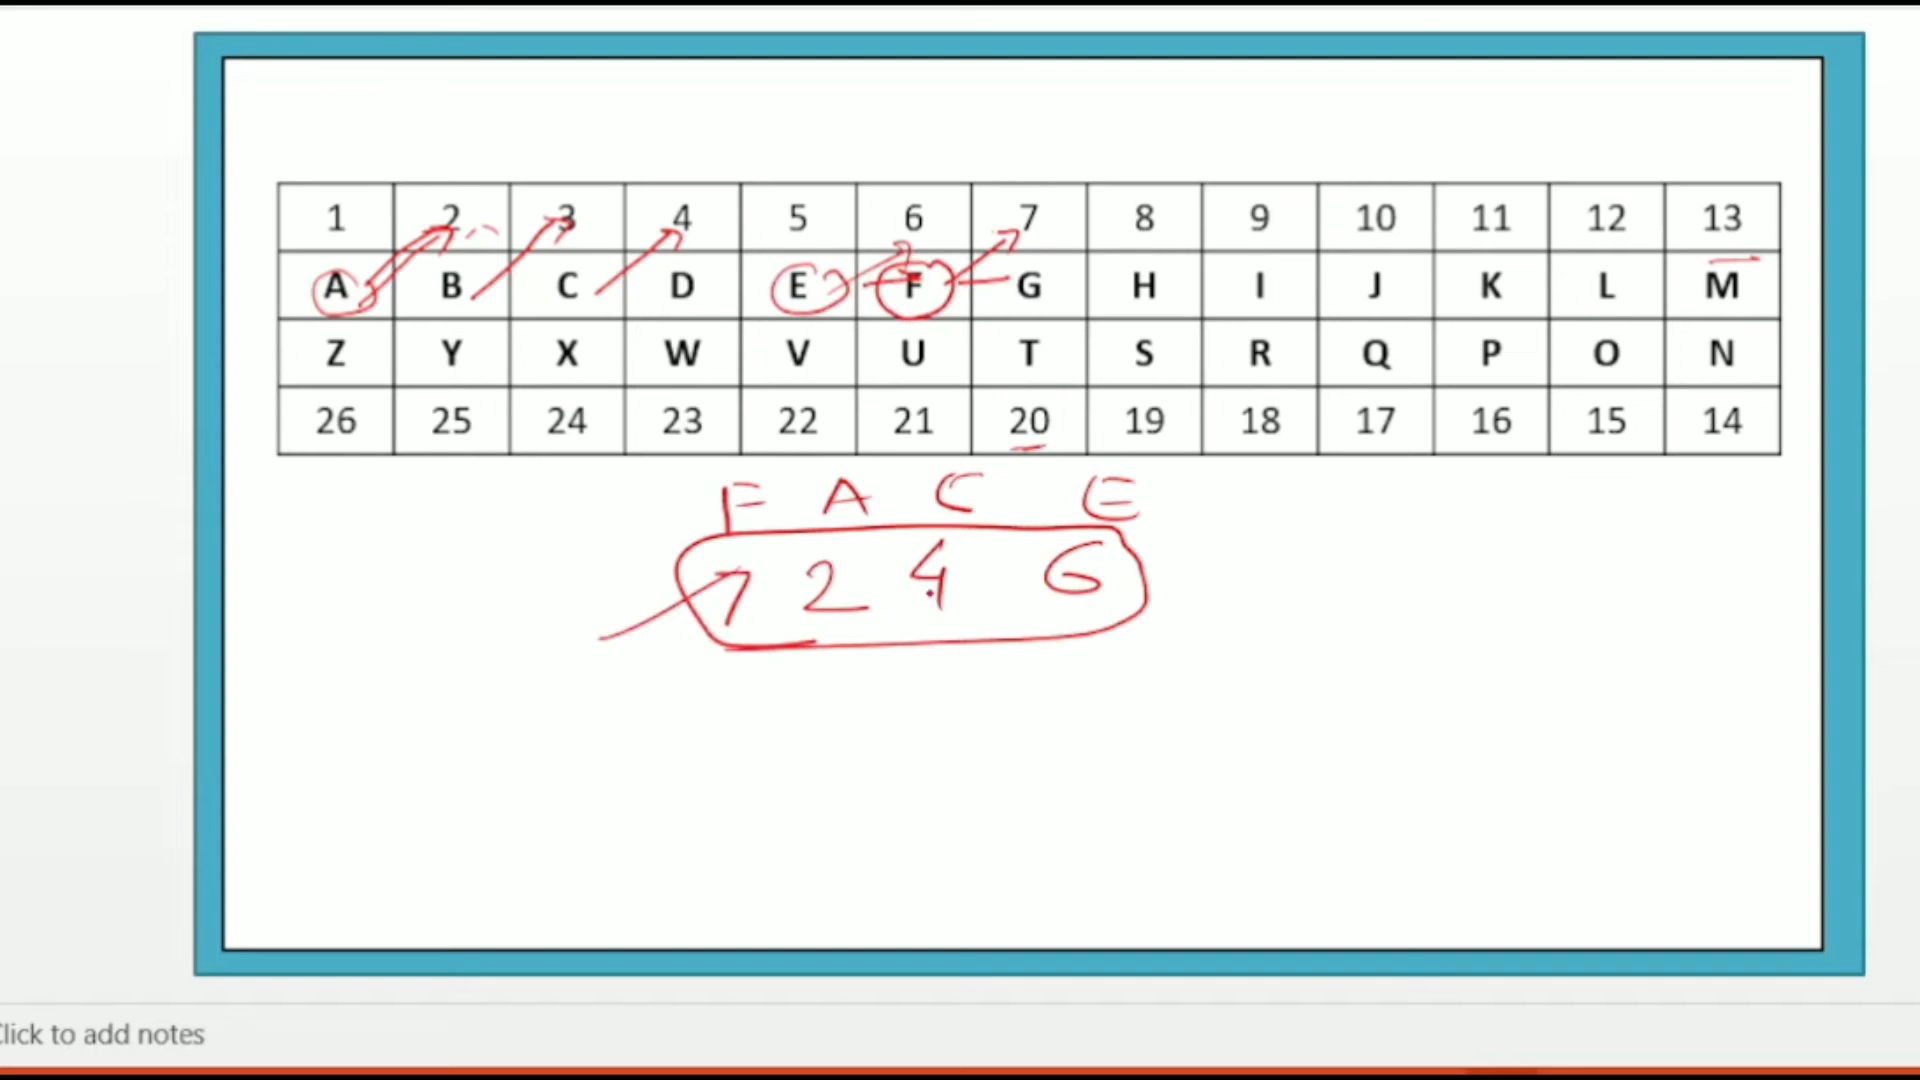 1 2 3 4 5 6 7 8 9 10 11 12 13
A B C D E F G H I J K L M
Z Y X W V U T S R Q P O N
26 25 24 23 22 21 20 19 18 17 16 15 14
F A C E
7 2 4 6
Click to add notes